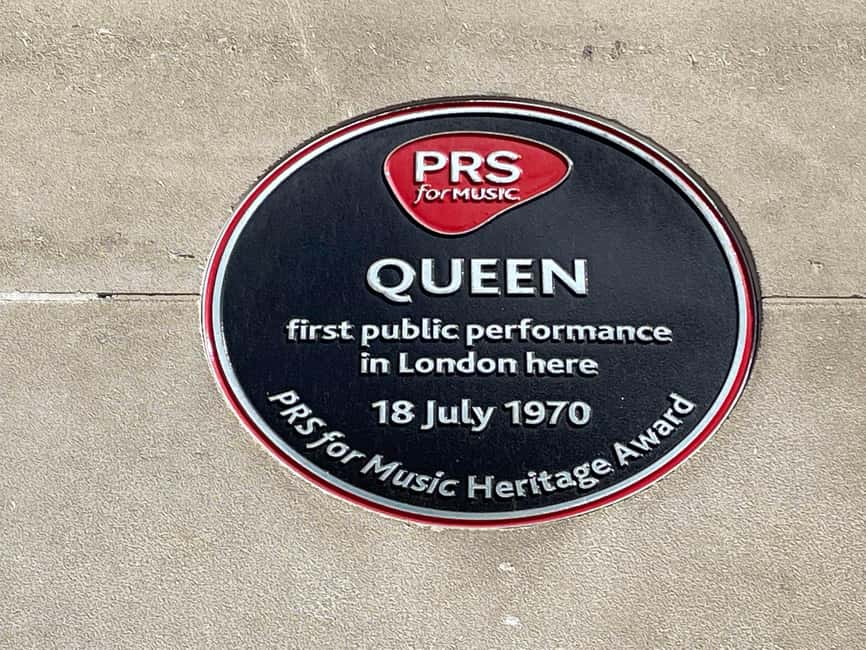 PRS
for MUSIC
QUEEN
first public performance
in London here
18 July 1970
PRS for Music Heritage Award